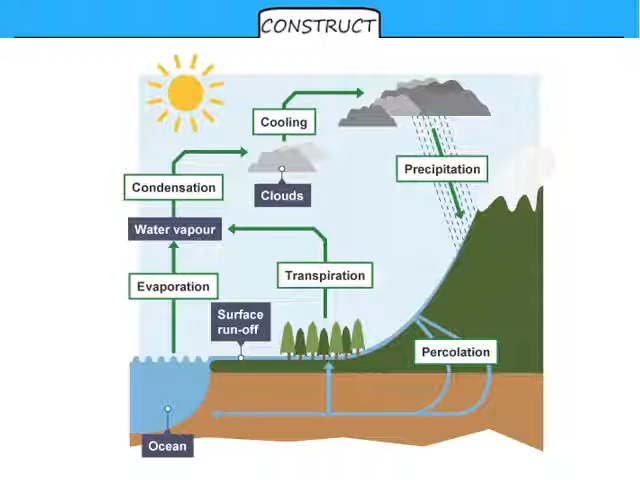 CONSTRUCT
Cooling
Precipitation
Condensation
Clouds
Water vapour
Transpiration
Evaporation
Surface
run-off
Percolation
Ocean